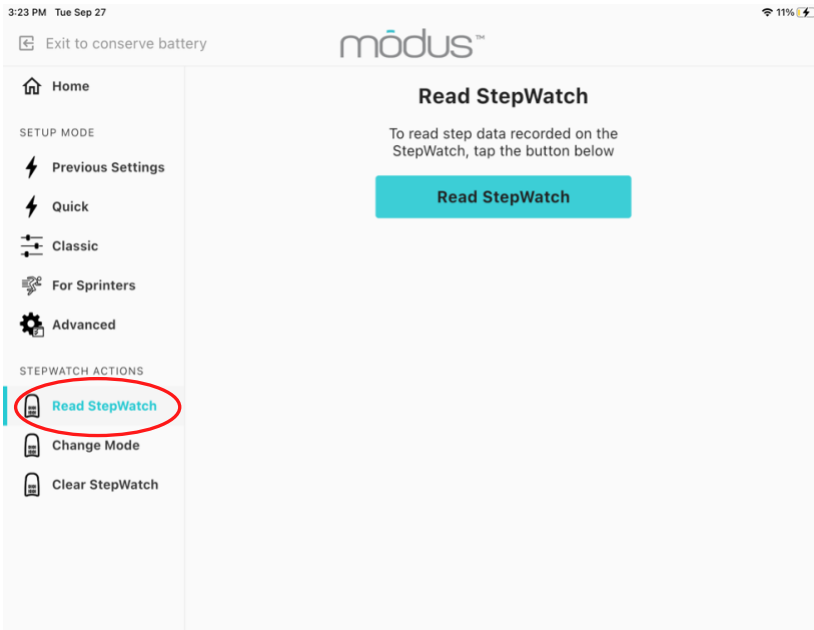 3:23 PM Tue Sep 27
11%
Exit to conserve battery
mōdus™
Home
SETUP MODE
Previous Settings
Quick
Classic
For Sprinters
Advanced
STEPWATCH ACTIONS
Read StepWatch
Change Mode
Clear StepWatch
Read StepWatch
To read step data recorded on the
StepWatch, tap the button below
Read StepWatch